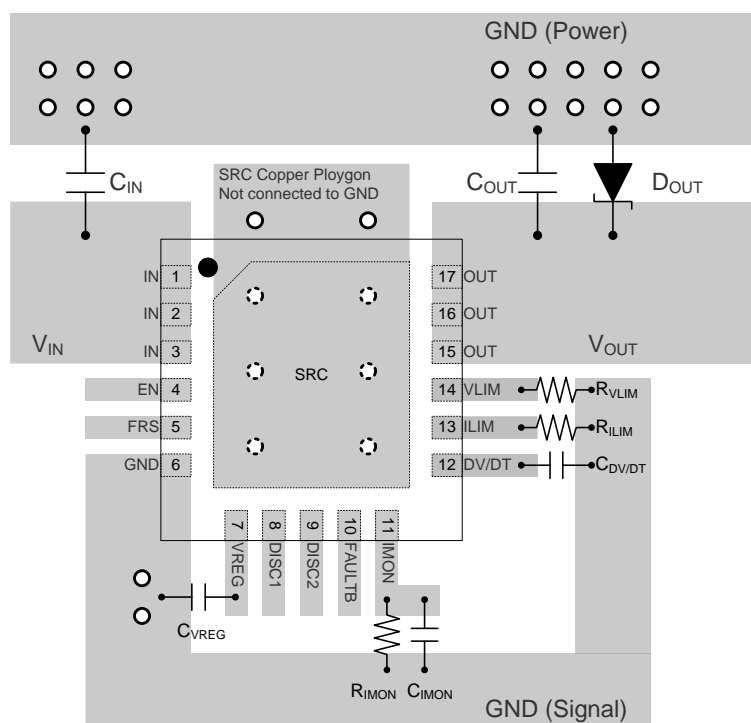 GND (Power)
SRC Copper Ploygon
Not connected to GND
CIN
COUT
DOUT
IN 1
17 OUT
IN 2
16 OUT
IN 3
15 OUT
VIN
VOUT
SRC
EN 4
14 VLIM
RVLIM
FRS 5
13 ILIM
RILIM
GND 6
12 DV/DT
CDV/DT
7 VREG
8 DISC1
9 DISC2
10 FAULTB
11 IMON
CVREG
RIMON
CIMON
GND (Signal)